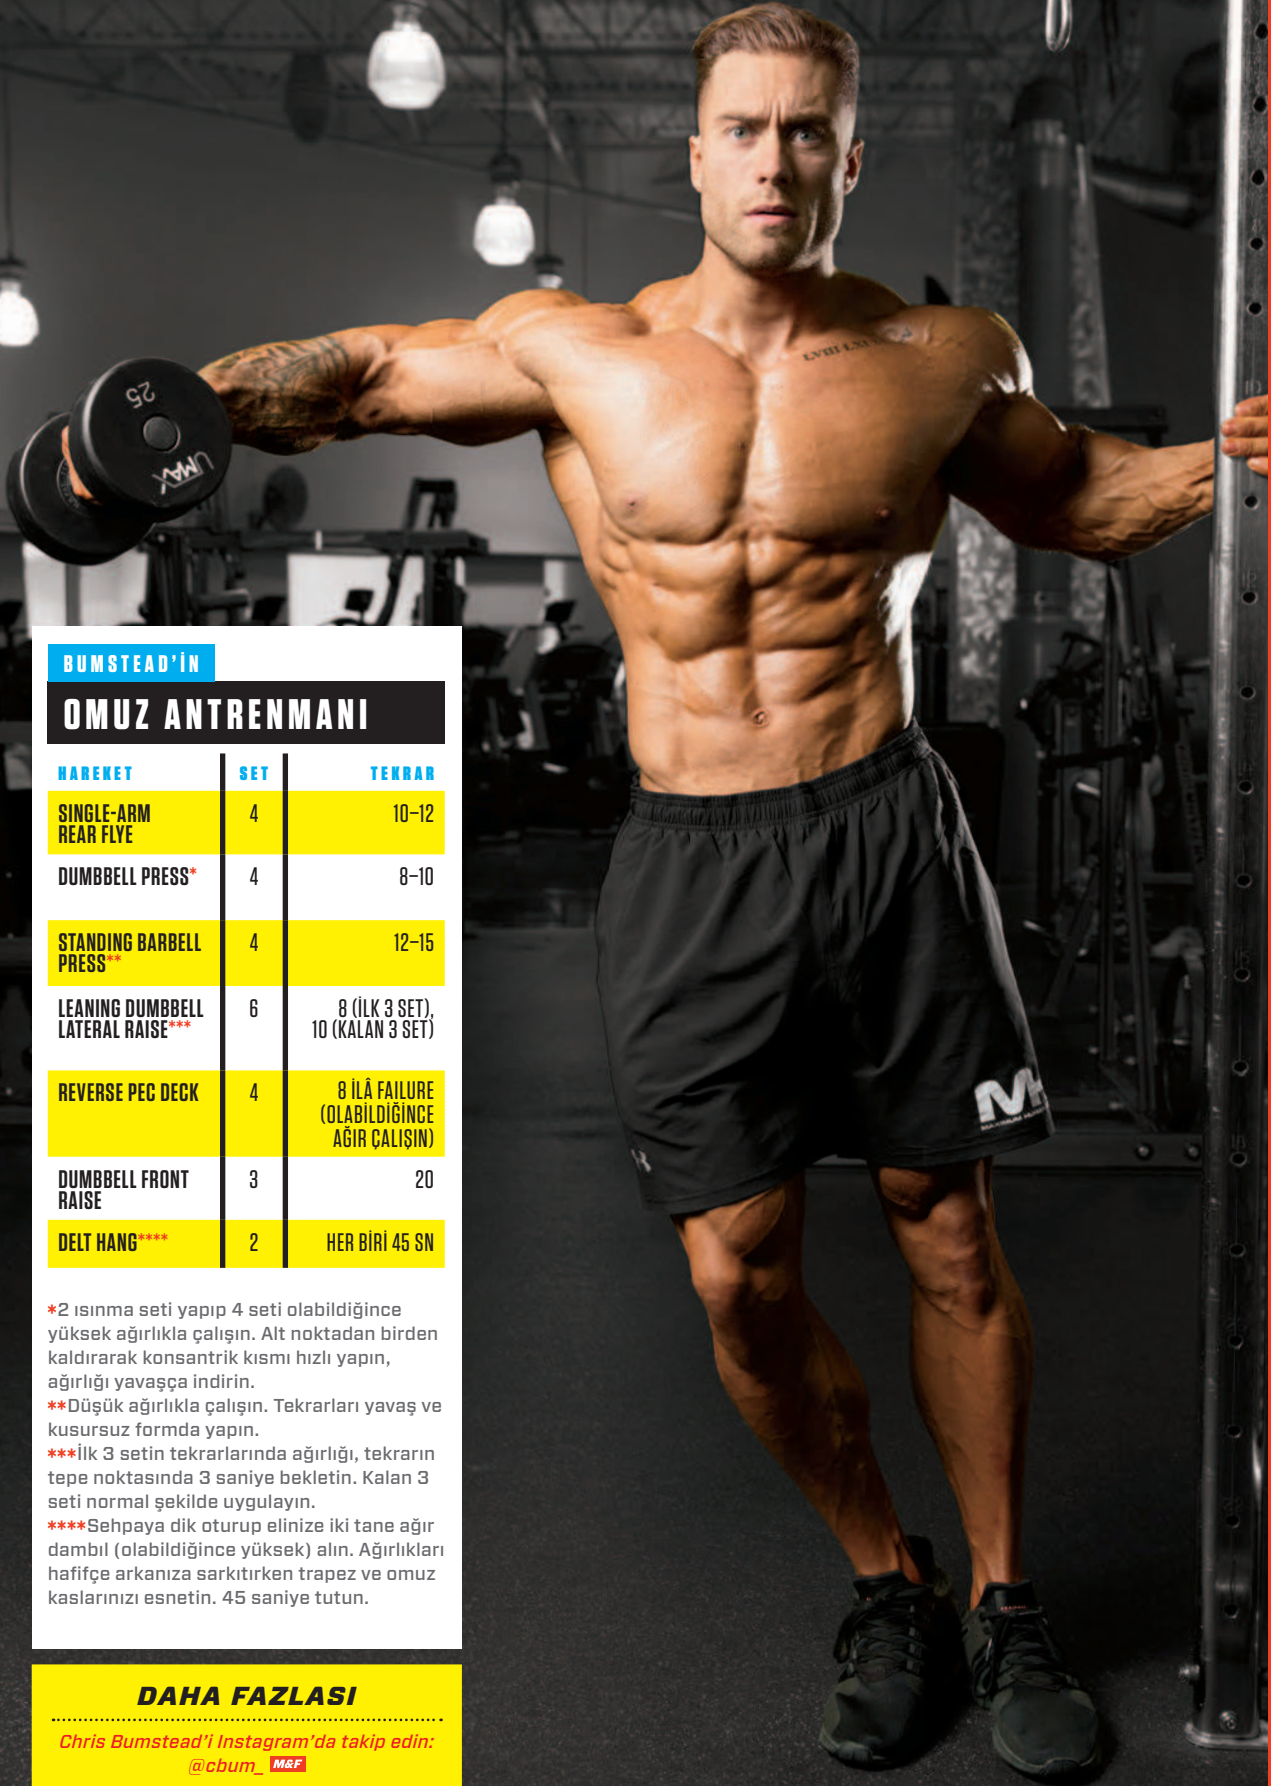 25
UMAX
LVIII LXII
BUMSTEAD'İN
OMUZ ANTRENMANI
HAREKET SET TEKRAR
SINGLE-ARM 4 10–12
REAR FLYE
DUMBBELL PRESS* 4 8–10
STANDING BARBELL 4 12–15
PRESS**
LEANING DUMBBELL 6 8 (İLK 3 SET),
LATERAL RAISE*** 10 (KALAN 3 SET)
REVERSE PEC DECK 4 8 İLÂ FAILURE
(OLABİLDİĞİNCE
AĞIR ÇALIŞIN)
DUMBBELL FRONT 3 20
RAISE
DELT HANG**** 2 HER BİRİ 45 SN
*2 ısınma seti yapıp 4 seti olabildiğince
yüksek ağırlıkla çalışın. Alt noktadan birden
kaldırarak konsantrik kısmı hızlı yapın,
ağırlığı yavaşça indirin.
**Düşük ağırlıkla çalışın. Tekrarları yavaş ve
kusursuz formda yapın.
***İlk 3 setin tekrarlarında ağırlığı, tekrarın
tepe noktasında 3 saniye bekletin. Kalan 3
seti normal şekilde uygulayın.
****Sehpaya dik oturup elinize iki tane ağır
dambıl (olabildiğince yüksek) alın. Ağırlıkları
hafifçe arkanıza sarkıtırken trapez ve omuz
kaslarınızı esnetin. 45 saniye tutun.
DAHA FAZLASI
Chris Bumstead'i Instagram'da takip edin:
@cbum_ M&F